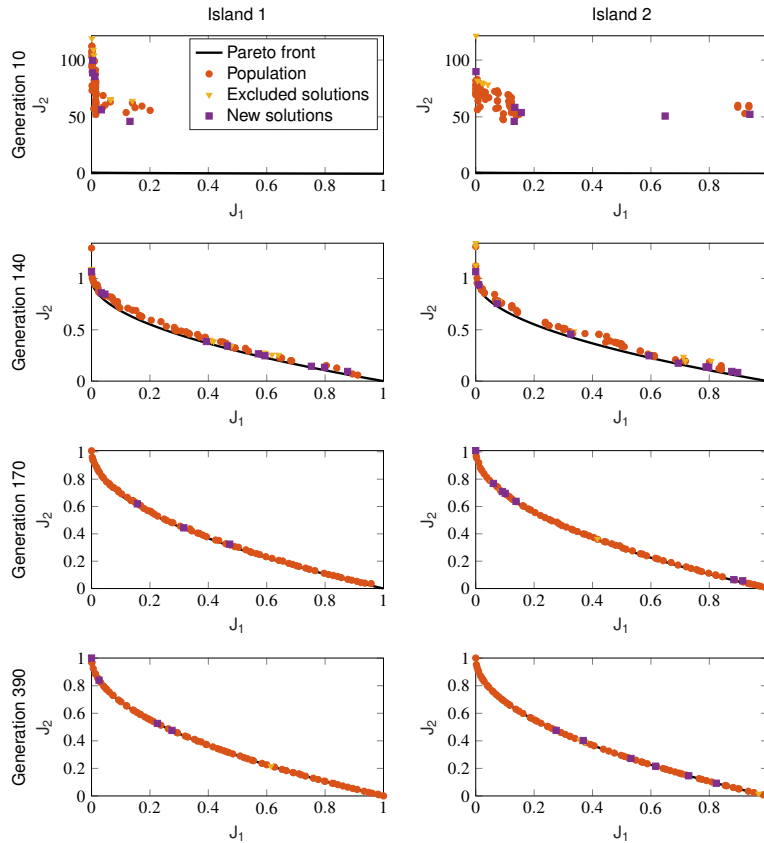 Island 1
Island 2
Generation 10
J2
100
50
0
Pareto front
Population
Excluded solutions
New solutions
0 0.2 0.4 0.6 0.8 1
J1
J2
100
50
0
0 0.2 0.4 0.6 0.8
J1
Generation 140
J2
1
0.5
0
0 0.2 0.4 0.6 0.8 1
J1
J2
1
0.5
0
0 0.2 0.4 0.6 0.8
J1
Generation 170
J2
1
0.8
0.6
0.4
0.2
0
0 0.2 0.4 0.6 0.8 1
J1
J2
1
0.8
0.6
0.4
0.2
0
0 0.2 0.4 0.6 0.8
J1
Generation 390
J2
1
0.8
0.6
0.4
0.2
0
0 0.2 0.4 0.6 0.8 1
J1
J2
1
0.8
0.6
0.4
0.2
0
0 0.2 0.4 0.6 0.8
J1